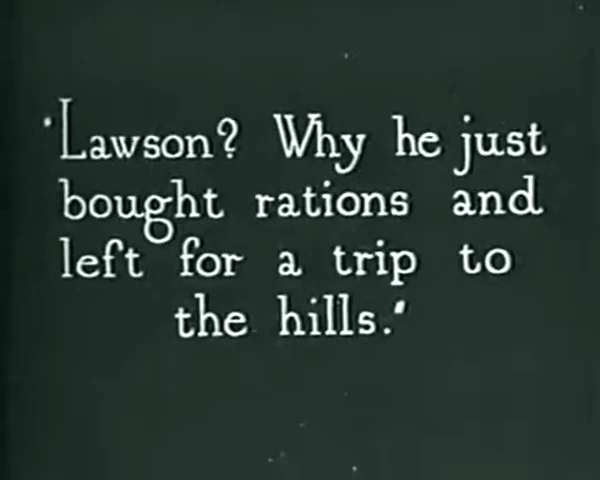 "Lawson? Why he just
bought rations and
left for a trip to
the hills."